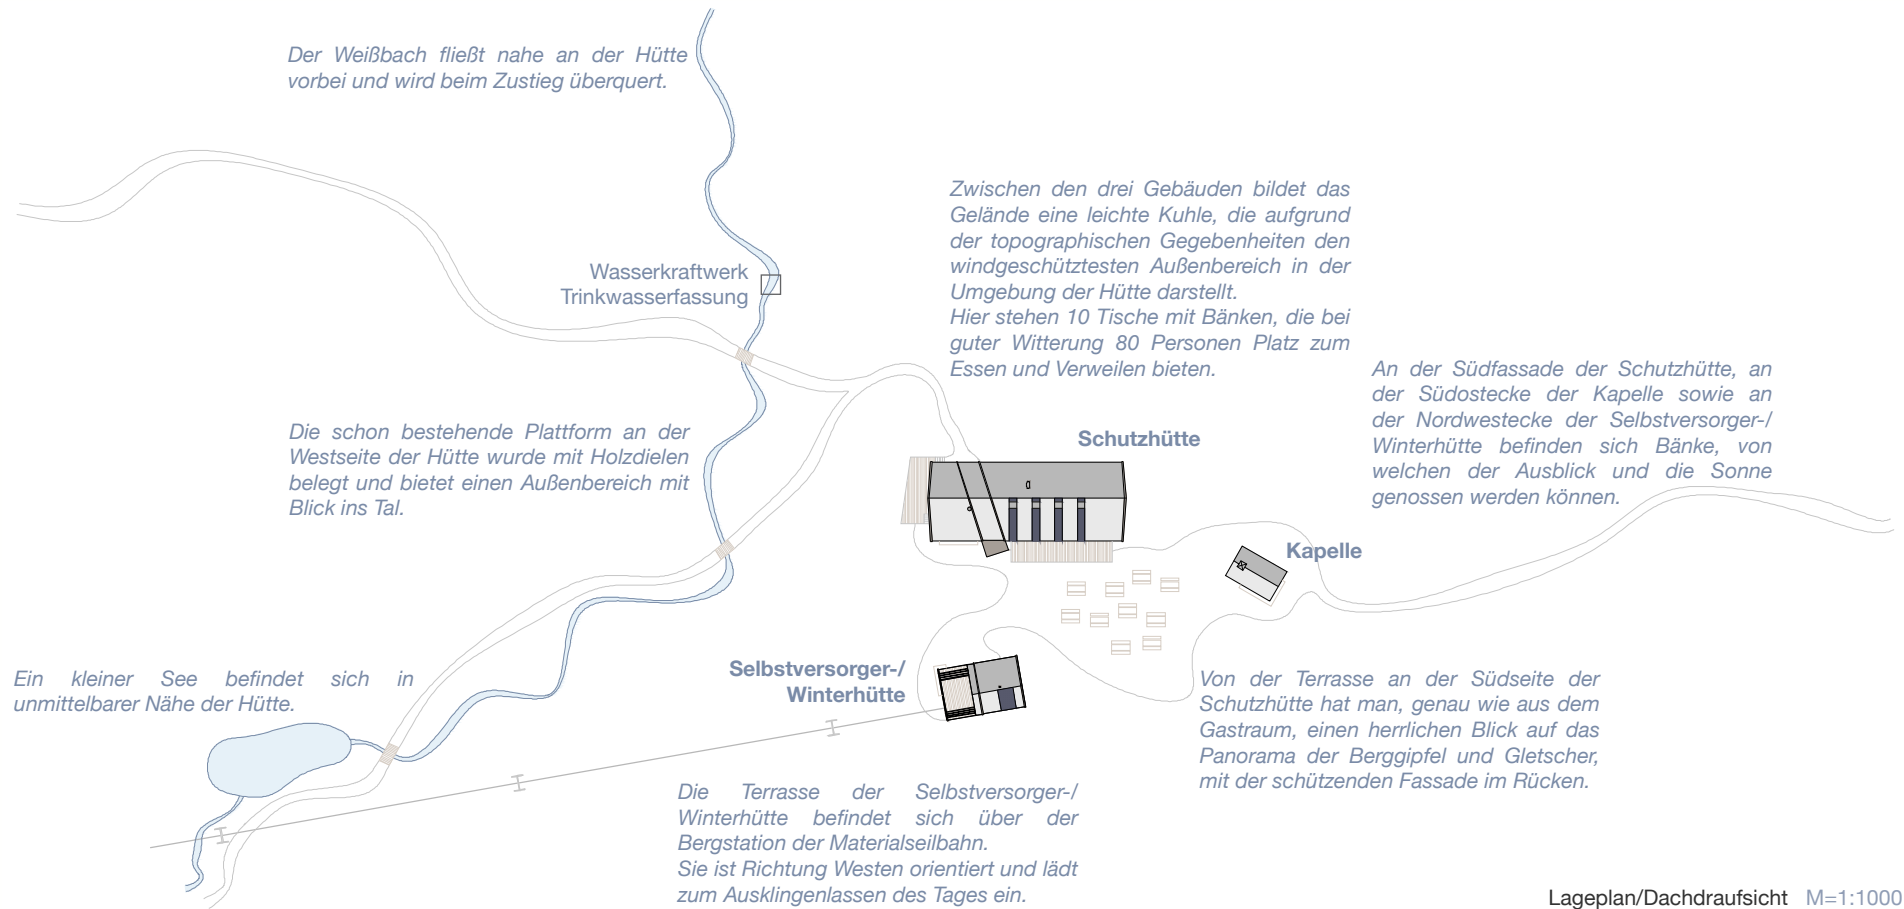 Der Weißbach fließt nahe an der Hütte
vorbei und wird beim Zustieg überquert.
Zwischen den drei Gebäuden bildet das
Gelände eine leichte Kuhle, die aufgrund
der topographischen Gegebenheiten den
windgeschütztesten Außenbereich in der
Umgebung der Hütte darstellt.
Hier stehen 10 Tische mit Bänken, die bei
guter Witterung 80 Personen Platz zum
Essen und Verweilen bieten.
Wasserkraftwerk
Trinkwasserfassung
An der Südfassade der Schutzhütte, an
der Südostecke der Kapelle sowie an
der Nordwestecke der Selbstversorger-/
Winterhütte befinden sich Bänke, von
welchen der Ausblick und die Sonne
genossen werden können.
Die schon bestehende Plattform an der
Westseite der Hütte wurde mit Holzdielen
belegt und bietet einen Außenbereich mit
Blick ins Tal.
Schutzhütte
Kapelle
Selbstversorger-/
Winterhütte
Ein kleiner See befindet sich in
unmittelbarer Nähe der Hütte.
Von der Terrasse an der Südseite der
Schutzhütte hat man, genau wie aus dem
Gastraum, einen herrlichen Blick auf das
Panorama der Berggipfel und Gletscher,
mit der schützenden Fassade im Rücken.
Die Terrasse der Selbstversorger-/
Winterhütte befindet sich über der
Bergstation der Materialseilbahn.
Sie ist Richtung Westen orientiert und lädt
zum Ausklingenlassen des Tages ein.
Lageplan/Dachdraufsicht M=1:1000